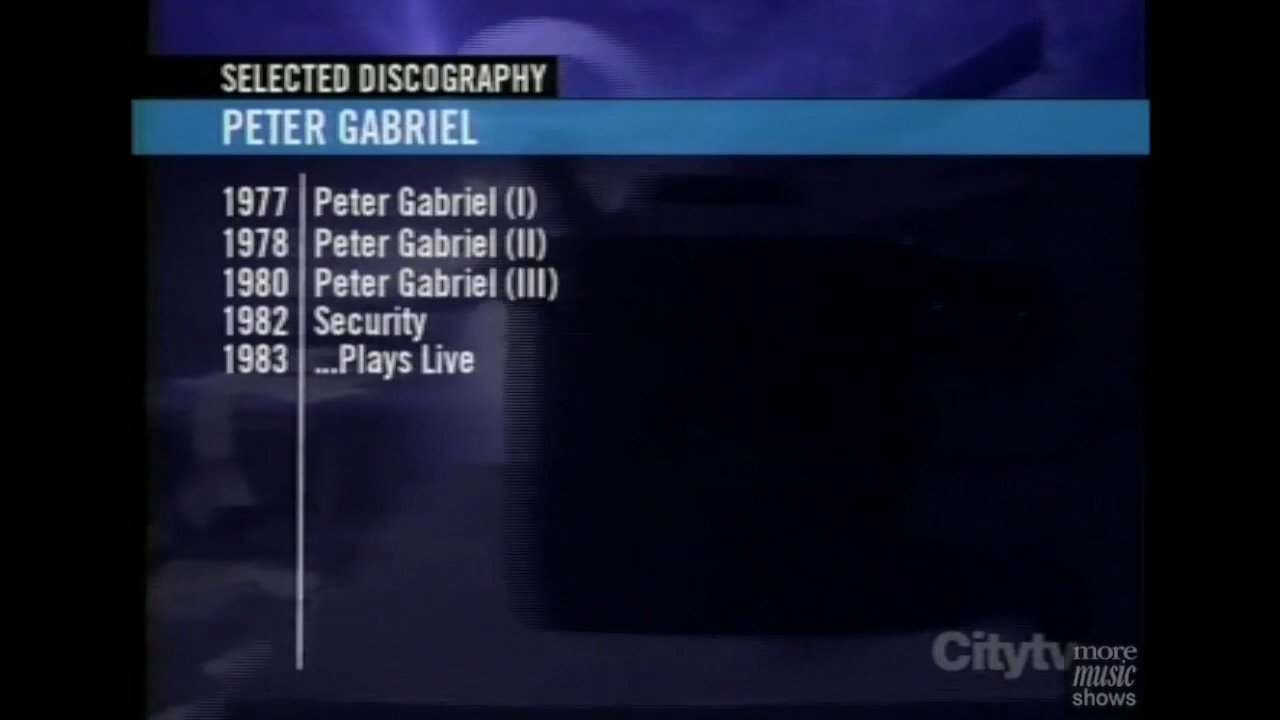 SELECTED DISCOGRAPHY
PETER GABRIEL
1977 Peter Gabriel (I)
1978 Peter Gabriel (II)
1980 Peter Gabriel (III)
1982 Security
1983 ...Plays Live
Citytv
more
music
shows